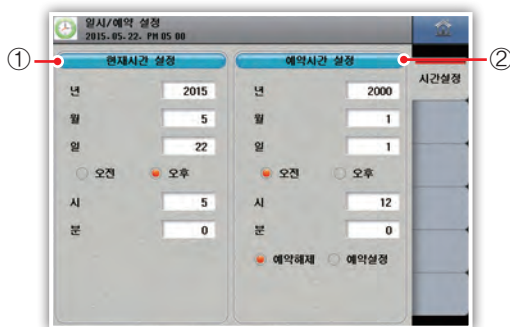 일시/예약 설정
2015-05-22- PM 05 00
① 현재시간 설정
년 2015
월 5
일 22
오전 오후
시 5
분 0
예약시간 설정 ②
년 2000
월 1
일 1
오전 오후
시 12
분 0
예약해제 예약설정
시간설정